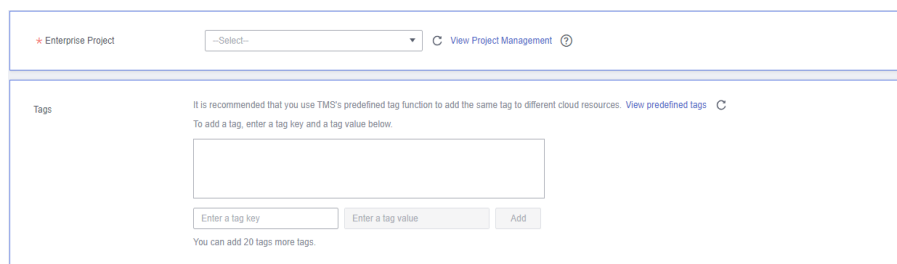 * Enterprise Project --Select-- View Project Management ?
Tags It is recommended that you use TMS's predefined tag function to add the same tag to different cloud resources. View predefined tags
To add a tag, enter a tag key and a tag value below.
Enter a tag key Enter a tag value Add
You can add 20 tags more tags.